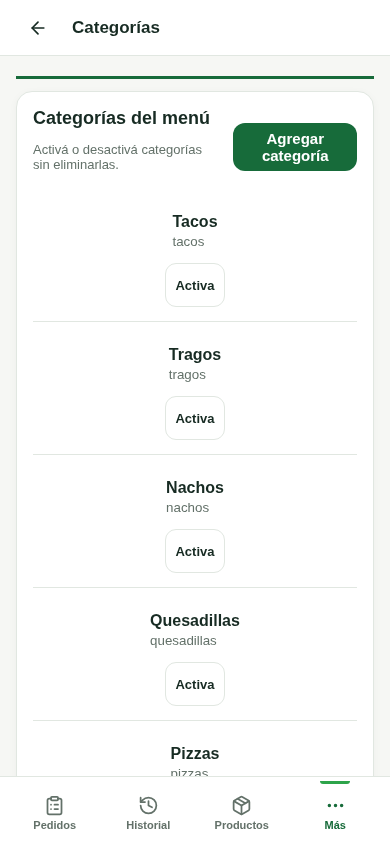 Categorías
Categorías del menú
Activá o desactivá categorías
sin eliminarlas.
Agregar
categoría
Tacos
tacos
Activa
Tragos
tragos
Activa
Nachos
nachos
Activa
Quesadillas
quesadillas
Activa
Pizzas
pizzas
Pedidos
Historial
Productos
Más